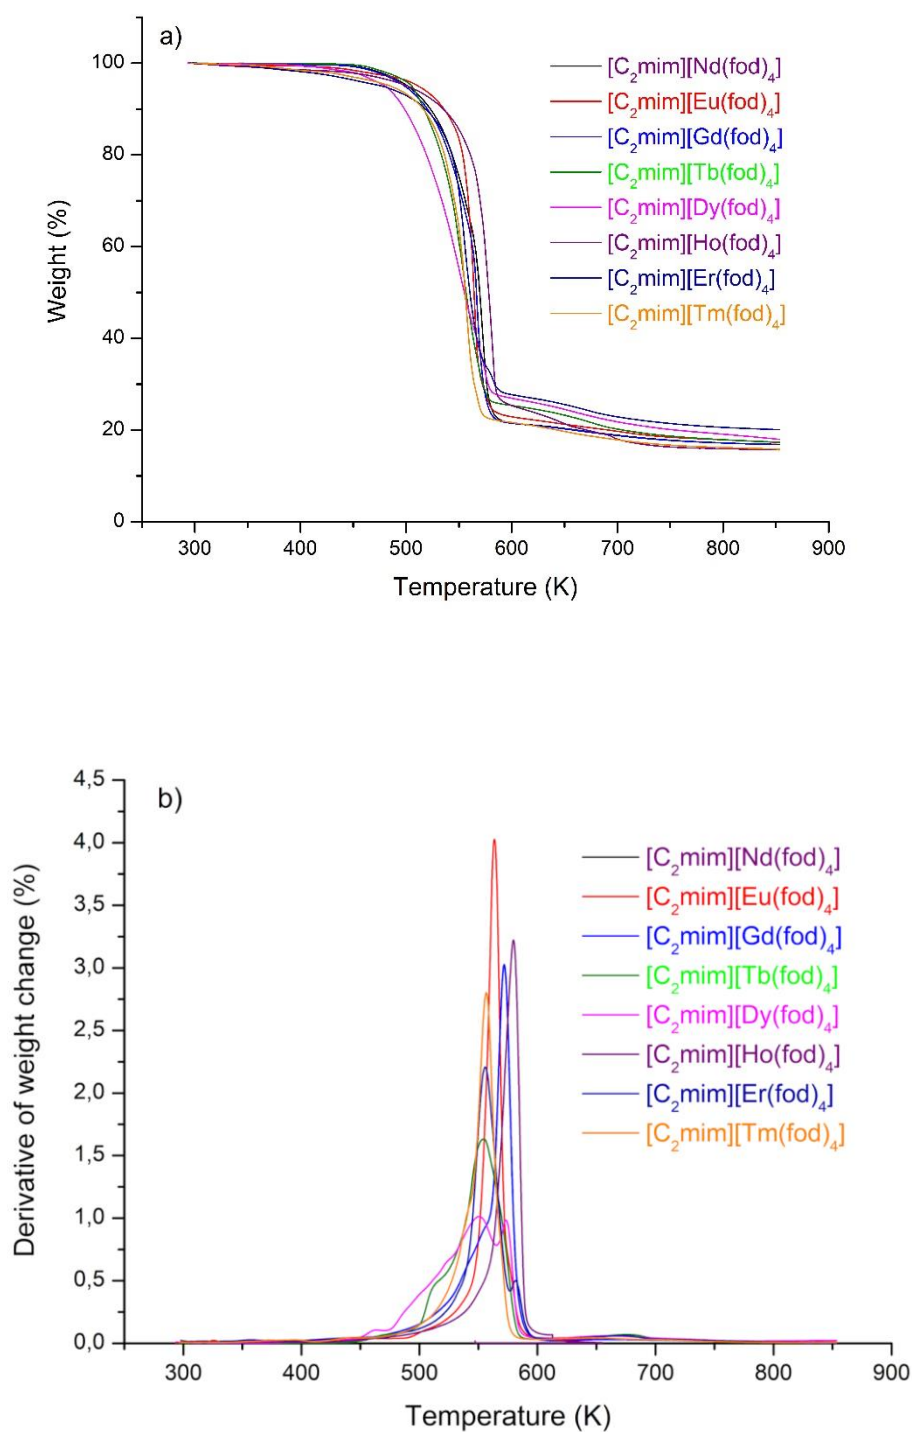 a)
100
80
60
40
20
0
Weight (%)
[C₂mim][Nd(fod)₄]
[C₂mim][Eu(fod)₄]
[C₂mim][Gd(fod)₄]
[C₂mim][Tb(fod)₄]
[C₂mim][Dy(fod)₄]
[C₂mim][Ho(fod)₄]
[C₂mim][Er(fod)₄]
[C₂mim][Tm(fod)₄]
300 400 500 600 700 800 900
Temperature (K)
b)
4,5
4,0
3,5
3,0
2,5
2,0
1,5
1,0
0,5
0,0
Derivative of weight change (%)
[C₂mim][Nd(fod)₄]
[C₂mim][Eu(fod)₄]
[C₂mim][Gd(fod)₄]
[C₂mim][Tb(fod)₄]
[C₂mim][Dy(fod)₄]
[C₂mim][Ho(fod)₄]
[C₂mim][Er(fod)₄]
[C₂mim][Tm(fod)₄]
300 400 500 600 700 800 900
Temperature (K)